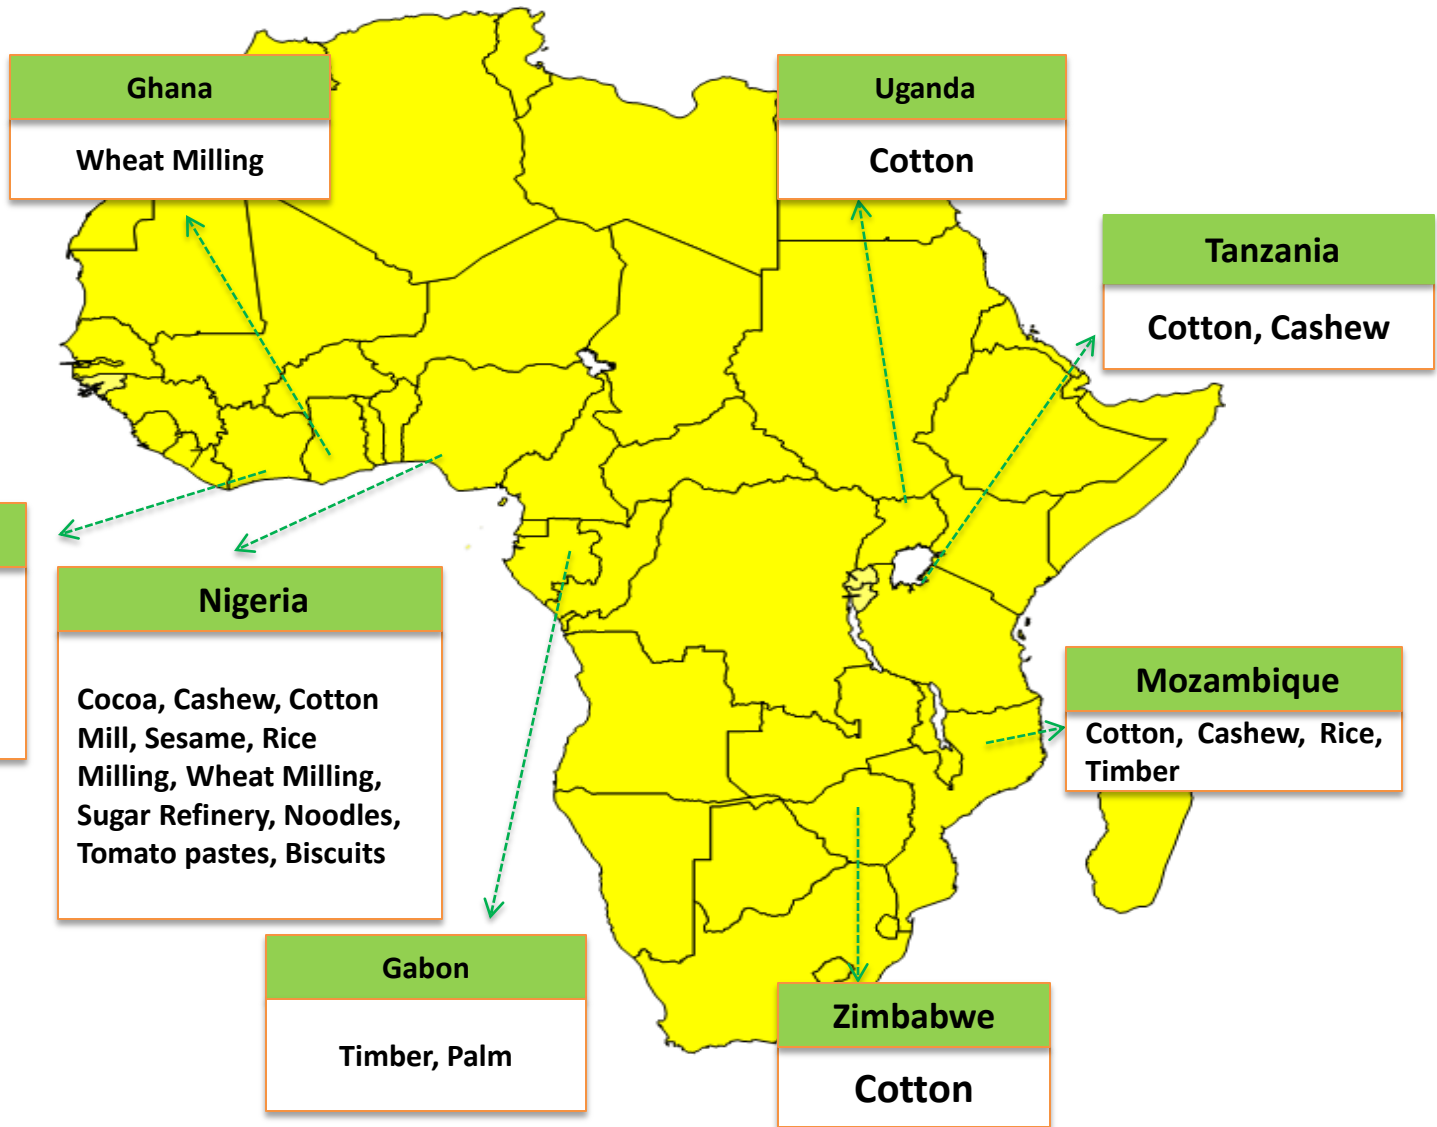 Ghana
Wheat Milling
Uganda
Cotton
Tanzania
Cotton, Cashew
Nigeria
Cocoa, Cashew, Cotton
Mill, Sesame, Rice
Milling, Wheat Milling,
Sugar Refinery, Noodles,
Tomato pastes, Biscuits
Mozambique
Cotton, Cashew, Rice,
Timber
Gabon
Timber, Palm
Zimbabwe
Cotton